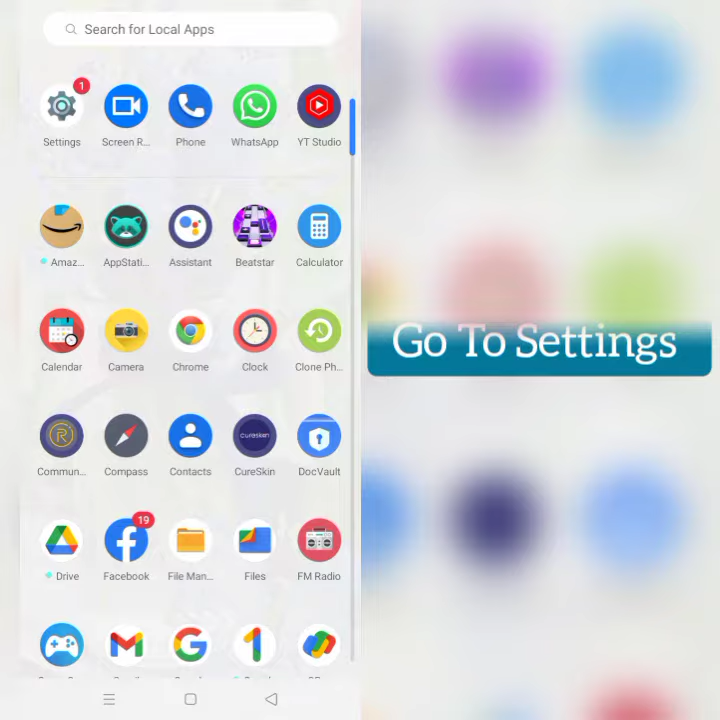 Search for Local Apps
1
Settings
Screen R...
Phone
WhatsApp
YT Studio
Amaz...
AppStati...
Assistant
Beatstar
Calculator
Calendar
Camera
Chrome
Clock
Clone Ph...
R
CURESKIN
Commun...
Compass
Contacts
CureSkin
DocVault
19
Drive
Facebook
File Man...
Files
FM Radio
Go To Settings